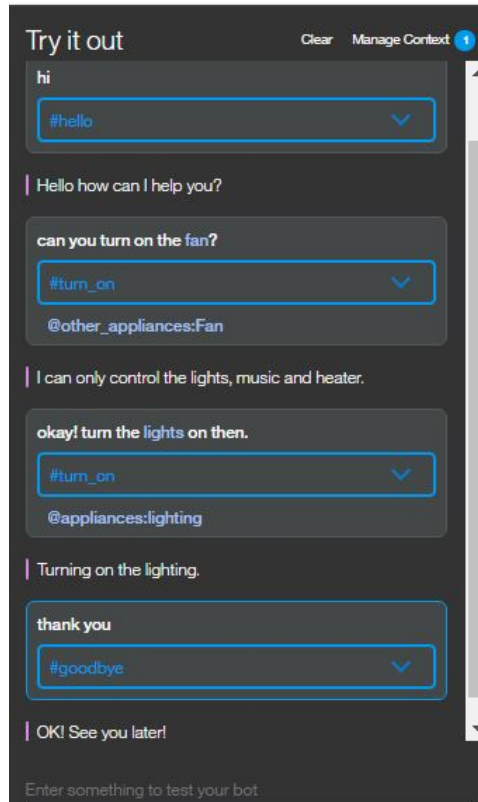 Try it out Clear Manage Context 1
hi
#hello
Hello how can I help you?
can you turn on the fan?
#turn_on
@other_appliances:Fan
I can only control the lights, music and heater.
okay! turn the lights on then.
#turn_on
@appliances:lighting
Turning on the lighting.
thank you
#goodbye
OK! See you later!
Enter something to test your bot